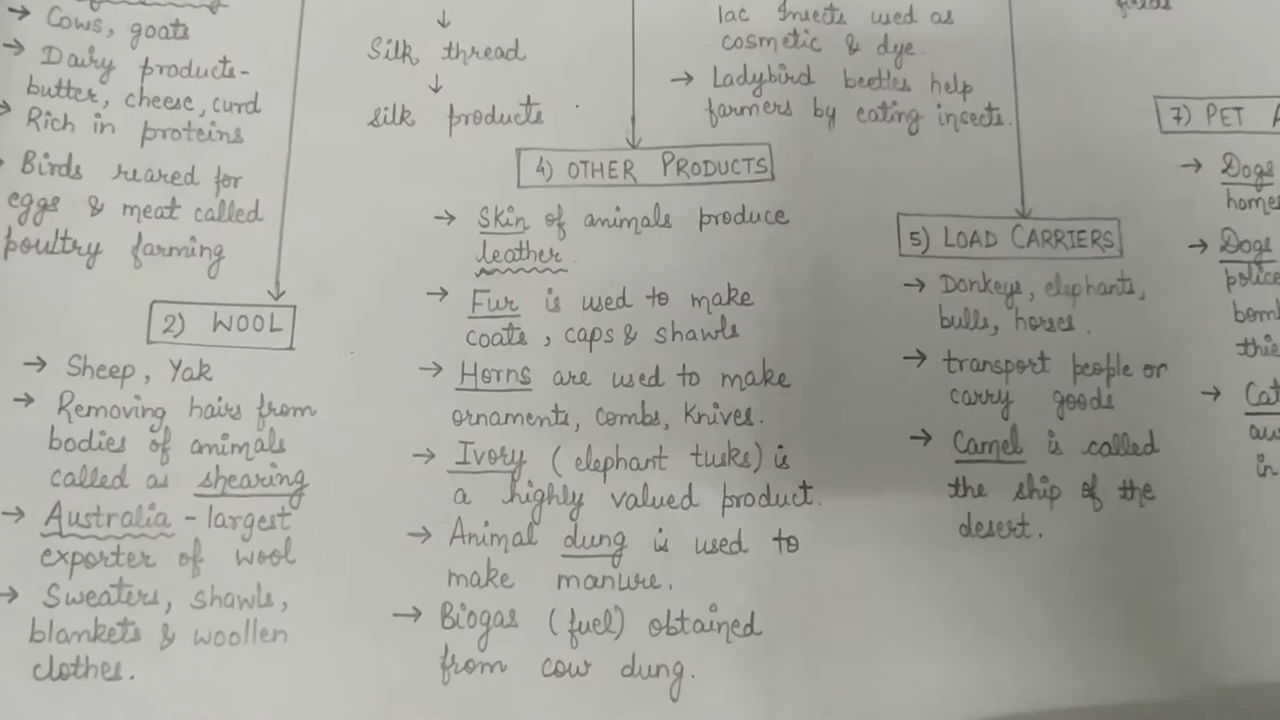 → Cows, goats
→ Dairy products-
butter, cheese, curd
→ Rich in proteins
→ Birds reared for
eggs & meat called
poultry farming
2) WOOL
→ Sheep, Yak
→ Removing hairs from
bodies of animals
called as shearing
→ Australia - largest
exporter of wool
→ Sweaters, shawls,
blankets & woollen
clothes.
↓
Silk thread
↓
silk products
lac insects used as
cosmetic & dye
→ Ladybird beetles help
farmers by eating insects.
4) OTHER PRODUCTS
→ Skin of animals produce
leather
→ Fur is used to make
coats, caps & shawls
→ Horns are used to make
ornaments, combs, knives.
→ Ivory (elephant tusks) is
a highly valued product.
→ Animal dung is used to
make manure.
→ Biogas (fuel) obtained
from cow dung.
5) LOAD CARRIERS
→ Donkeys, elephants,
bulls, horses.
→ transport people or
carry goods
→ Camel is called
the ship of the
desert.
7) PET
→ Dogs
→ Dogs
police
→ Cat
in